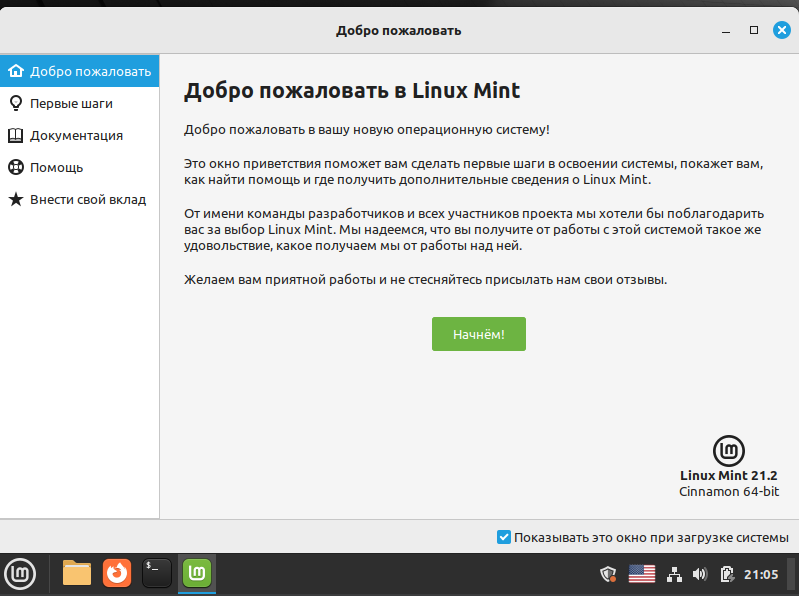 Добро пожаловать
Добро пожаловать
Первые шаги
Документация
Помощь
Внести свой вклад
Добро пожаловать в Linux Mint
Добро пожаловать в вашу новую операционную систему!
Это окно приветствия поможет вам сделать первые шаги в освоении системы, покажет вам,
как найти помощь и где получить дополнительные сведения о Linux Mint.
От имени команды разработчиков и всех участников проекта мы хотели бы поблагодарить
вас за выбор Linux Mint. Мы надеемся, что вы получите от работы с этой системой такое же
удовольствие, какое получаем мы от работы над ней.
Желаем вам приятной работы и не стесняйтесь присылать нам свои отзывы.
Начнём!
Linux Mint 21.2
Cinnamon 64-bit
Показывать это окно при загрузке системы
21:05